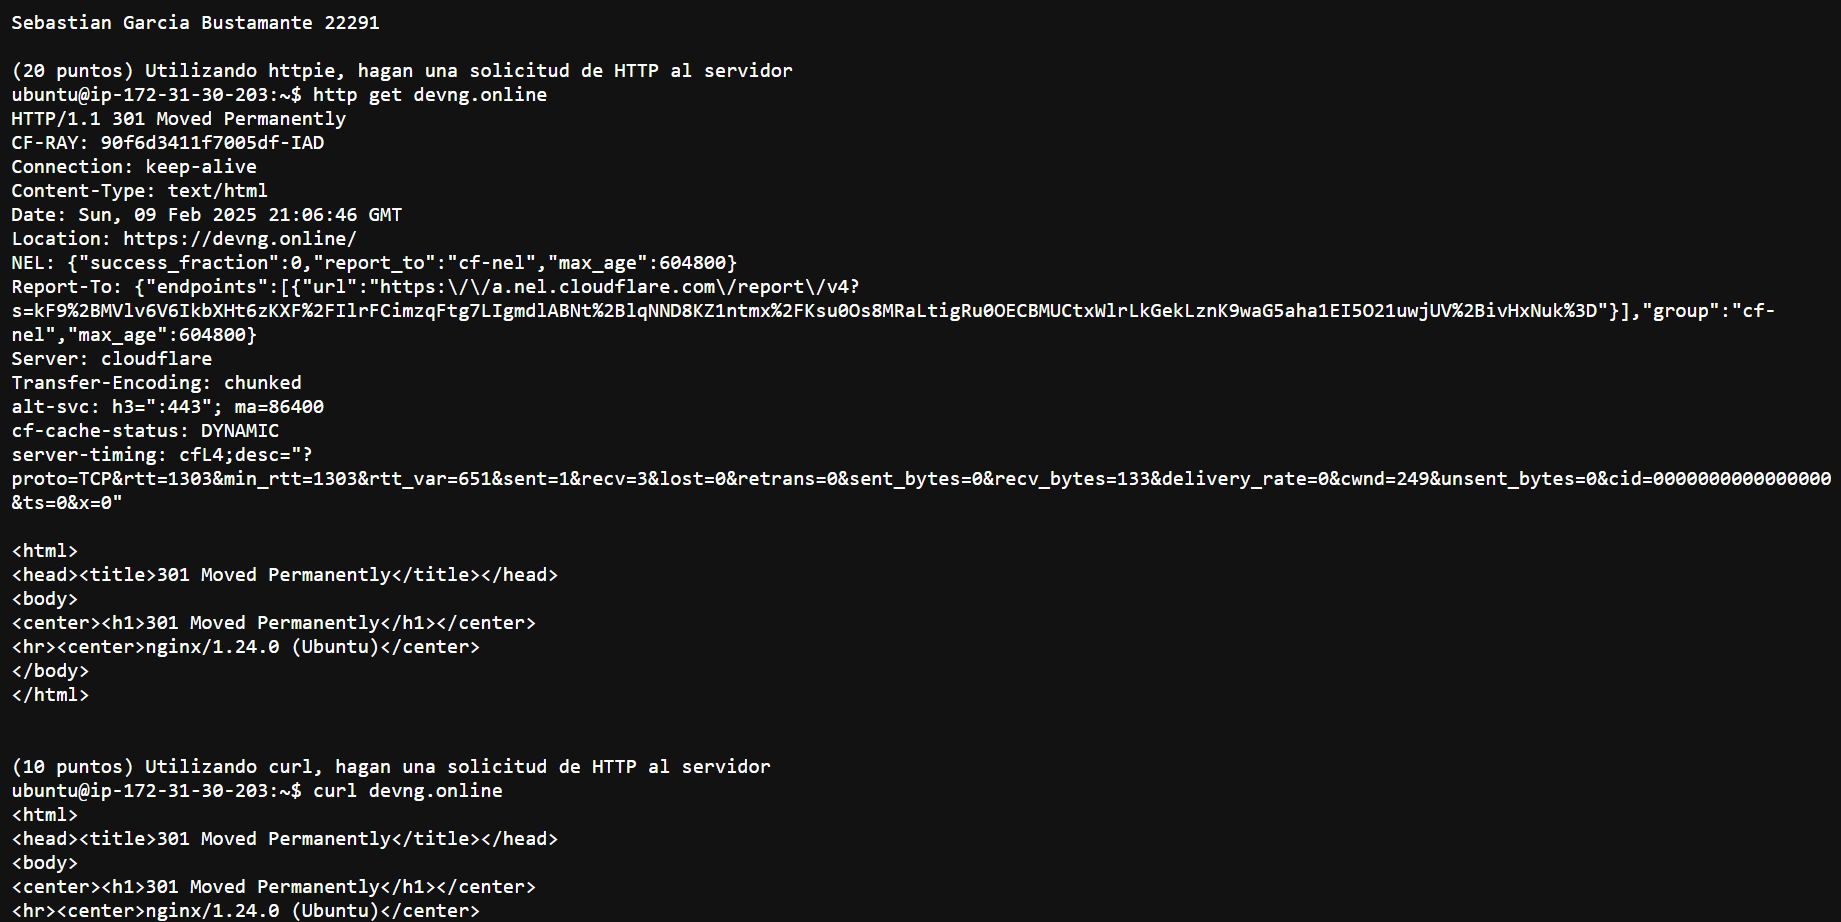 Sebastian Garcia Bustamante 22291
(20 puntos) Utilizando httpie, hagan una solicitud de HTTP al servidor
ubuntu@ip-172-31-30-203:~$ http get devng.online
HTTP/1.1 301 Moved Permanently
CF-RAY: 90f6d3411f7005df-IAD
Connection: keep-alive
Content-Type: text/html
Date: Sun, 09 Feb 2025 21:06:46 GMT
Location: https://devng.online/
NEL: {"success_fraction":0,"report_to":"cf-nel","max_age":604800}
Report-To: {"endpoints":[{"url":"https:\/\/a.nel.cloudflare.com\/report\/v4?
s=kF9%2BMVlv6V6IkbXHt6zKXF%2FIlrFCimzqFtg7LIgmdlABNt%2BlqNND8KZ1ntmx%2FKsu0Os8MRaLtigRu0OECBMUCtxWlrLkGekLznK9waG5aha1EI5O21uwjUV%2BivHxNuk%3D"}],"group":"cf-
nel","max_age":604800}
Server: cloudflare
Transfer-Encoding: chunked
alt-svc: h3=":443"; ma=86400
cf-cache-status: DYNAMIC
server-timing: cfL4;desc="?
proto=TCP&rtt=1303&min_rtt=1303&rtt_var=651&sent=1&recv=3&lost=0&retrans=0&sent_bytes=0&recv_bytes=133&delivery_rate=0&cwnd=249&unsent_bytes=0&cid=0000000000000000
&ts=0&x=0"
<html>
<head><title>301 Moved Permanently</title></head>
<body>
<center><h1>301 Moved Permanently</h1></center>
<hr><center>nginx/1.24.0 (Ubuntu)</center>
</body>
</html>
(10 puntos) Utilizando curl, hagan una solicitud de HTTP al servidor
ubuntu@ip-172-31-30-203:~$ curl devng.online
<html>
<head><title>301 Moved Permanently</title></head>
<body>
<center><h1>301 Moved Permanently</h1></center>
<hr><center>nginx/1.24.0 (Ubuntu)</center>